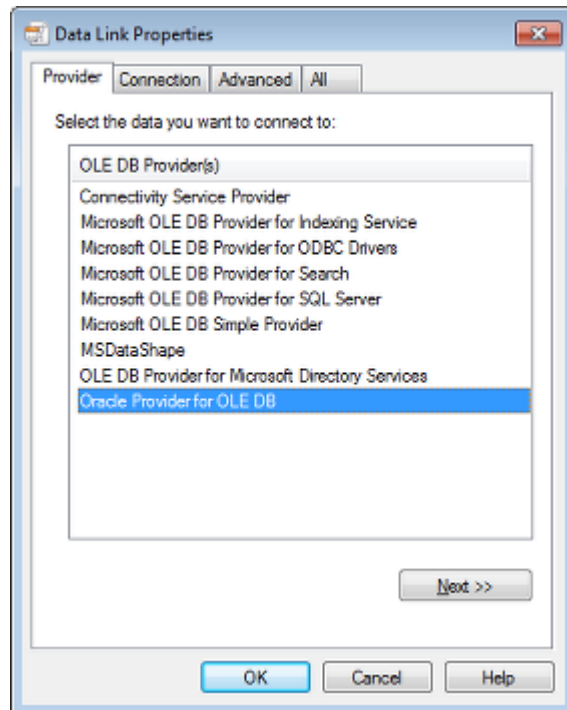 Data Link Properties
Provider Connection Advanced All
Select the data you want to connect to:
OLE DB Provider(s)
Connectivity Service Provider
Microsoft OLE DB Provider for Indexing Service
Microsoft OLE DB Provider for ODBC Drivers
Microsoft OLE DB Provider for Search
Microsoft OLE DB Provider for SQL Server
Microsoft OLE DB Simple Provider
MSDataShape
OLE DB Provider for Microsoft Directory Services
Oracle Provider for OLE DB
Next >>
OK Cancel Help